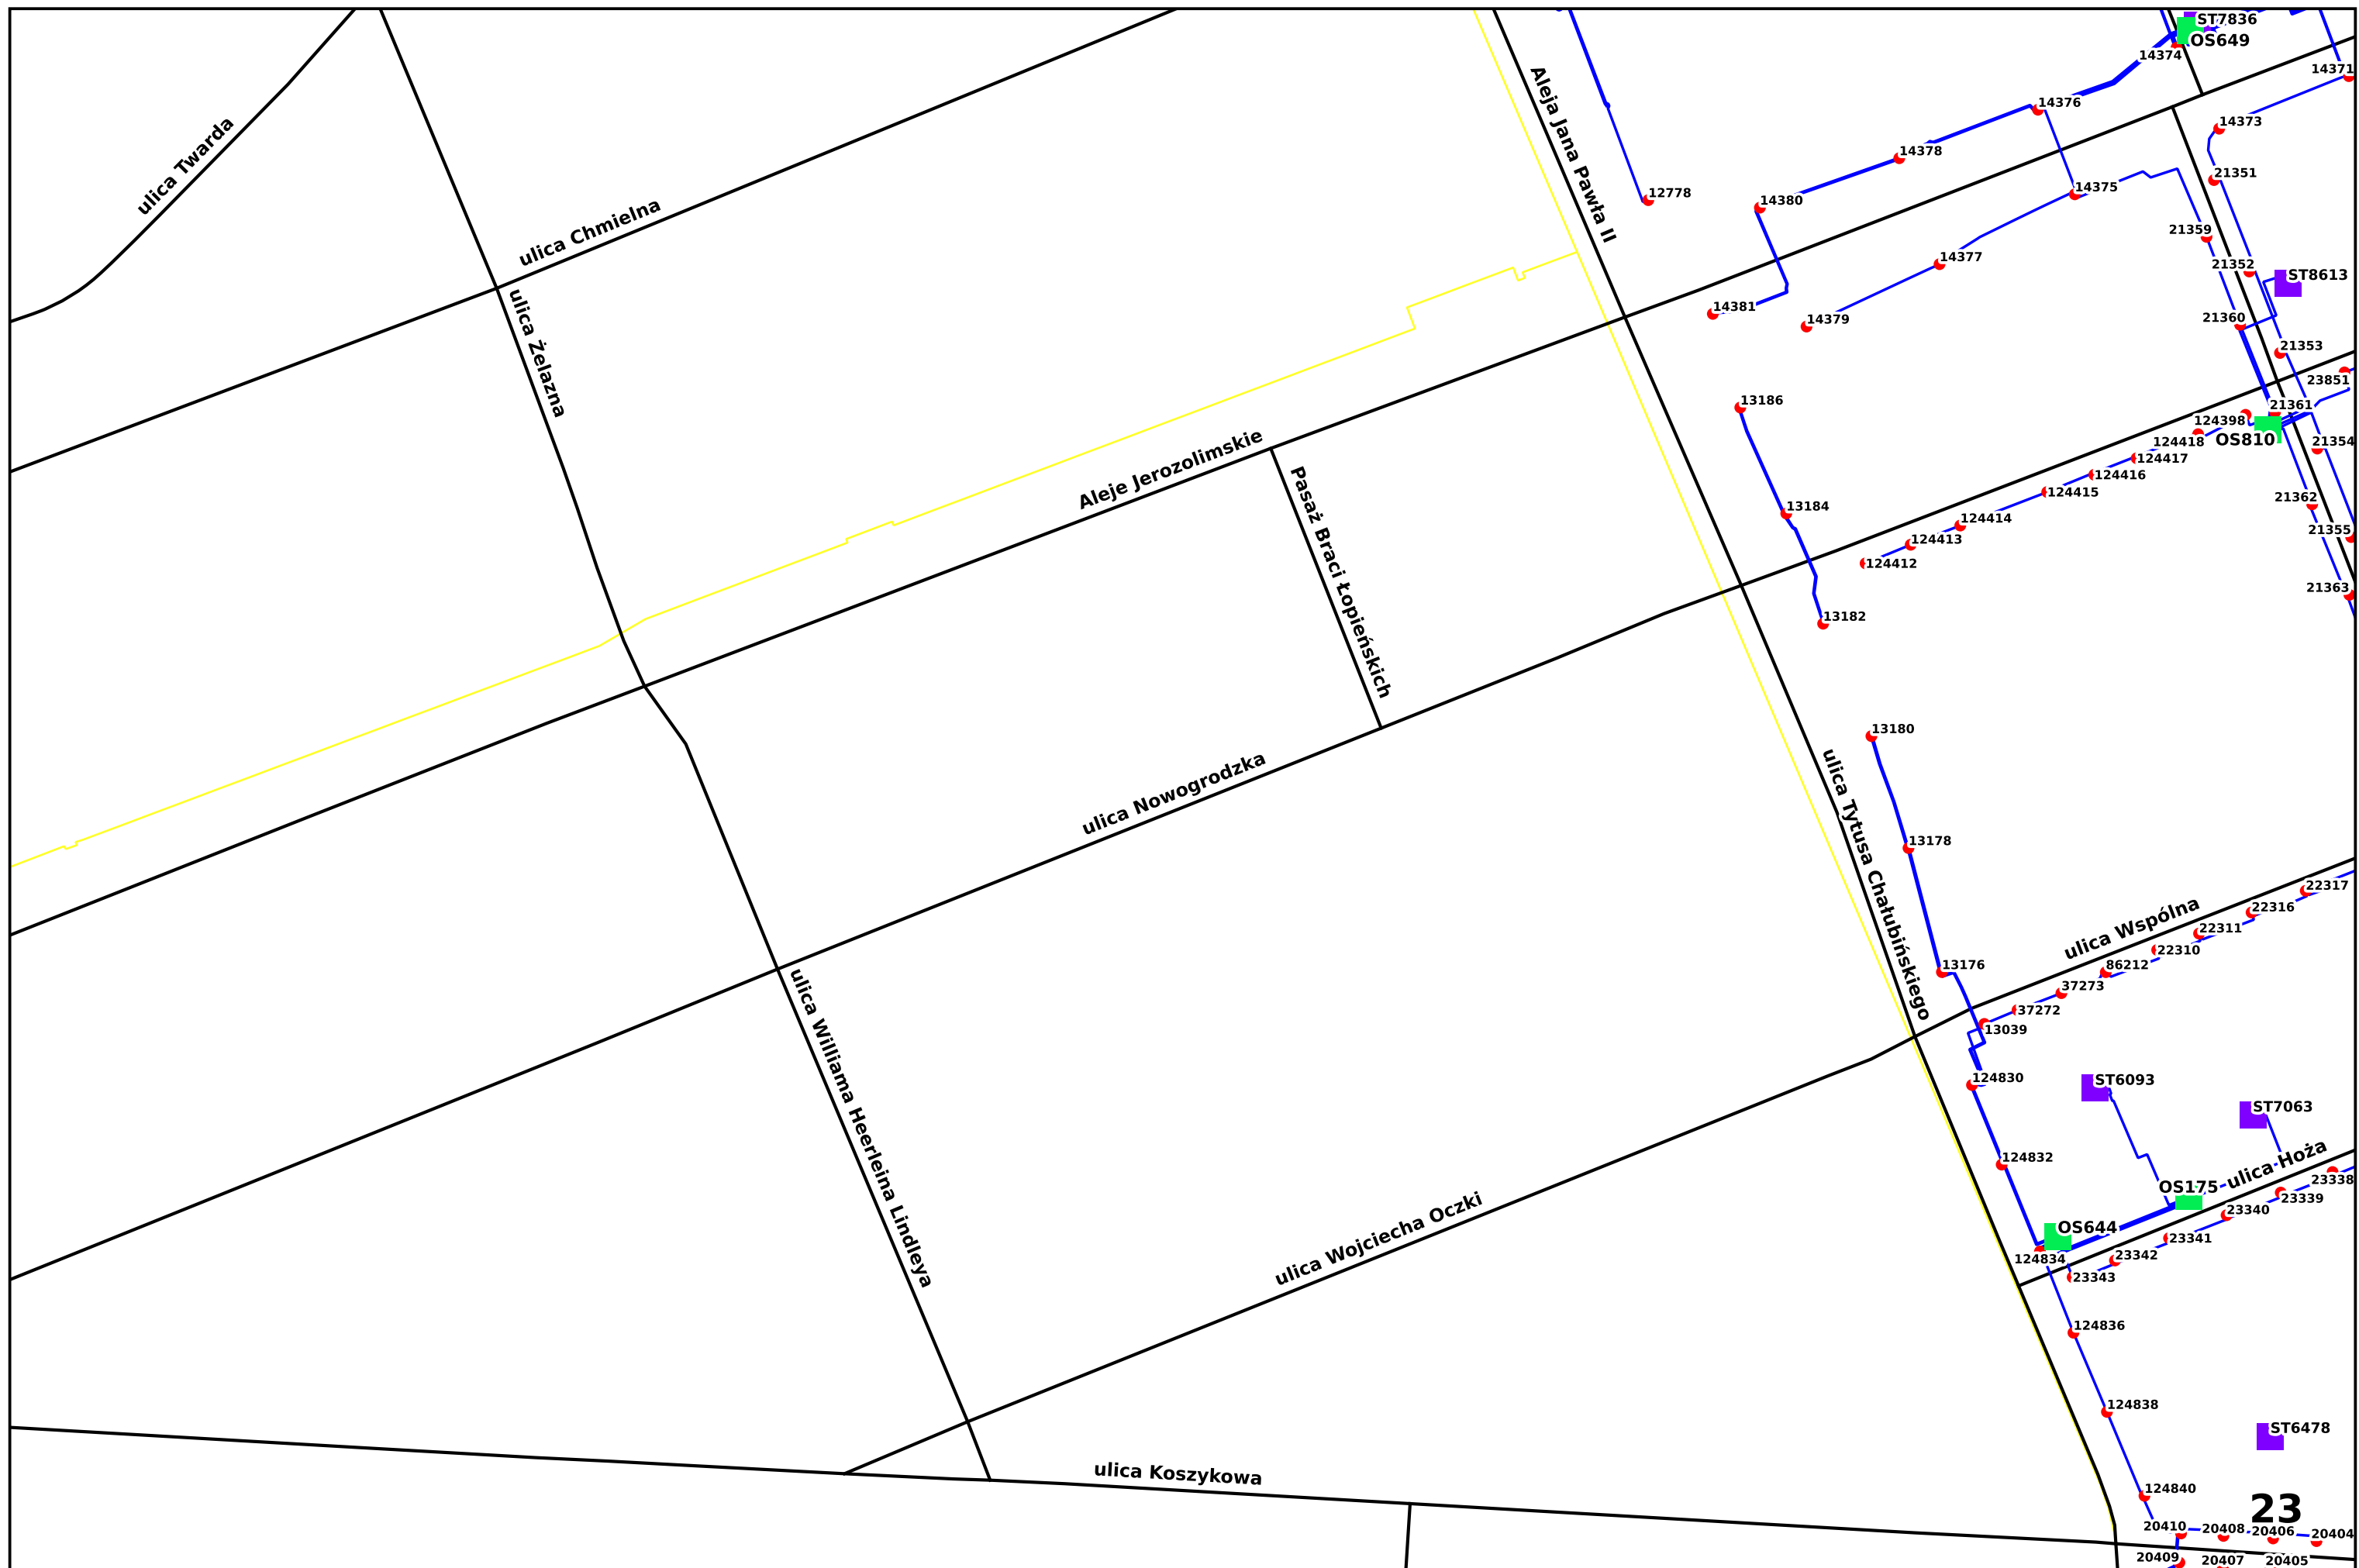 ST7836
OS649
14374
14371
14376
14373
14378
21351
14375
12778
14380
21359
14377
21352
ST8613
14381
14379
21360
21353
23851
21361
13186
124398
OS810
124418
21354
124417
124416
124415
21362
13184
124414
21355
124413
124412
21363
13182
13180
13178
22317
22316
22311
22310
13176
86212
37273
37272
13039
124830
ST6093
ST7063
124832
OS175
23338
23339
23340
OS644
23341
124834
23342
23343
124836
124838
ST6478
124840
23
20410
20408
20406
20404
20409
20407
20405
ulica Twarda
ulica Chmielna
ulica Żelazna
Aleja Jana Pawła II
Aleje Jerozolimskie
Pasaż Braci Łopieńskich
ulica Nowogrodzka
ulica Tytusa Chałubińskiego
ulica Wspólna
ulica Williama Heerleina Lindleya
ulica Wojciecha Oczki
ulica Hoża
ulica Koszykowa